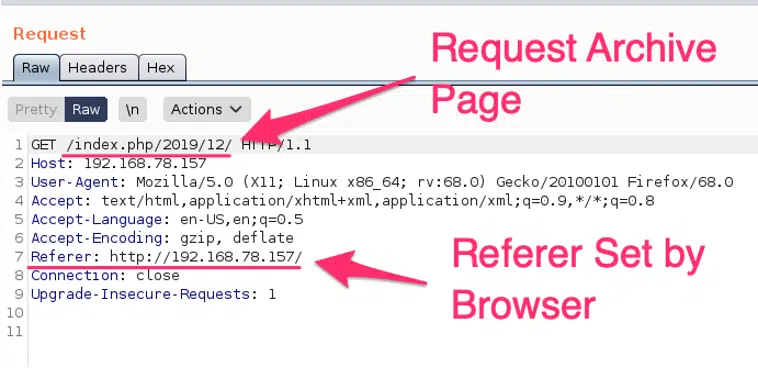 Request
Raw Headers Hex
Pretty Raw \n Actions
Request Archive
Page
1 GET /index.php/2019/12/ HTTP/1.1
2 Host: 192.168.78.157
3 User-Agent: Mozilla/5.0 (X11; Linux x86_64; rv:68.0) Gecko/20100101 Firefox/68.0
4 Accept: text/html,application/xhtml+xml,application/xml;q=0.9,*/*;q=0.8
5 Accept-Language: en-US,en;q=0.5
6 Accept-Encoding: gzip, deflate
7 Referer: http://192.168.78.157/
8 Connection: close
9 Upgrade-Insecure-Requests: 1
10
11
Referer Set by
Browser